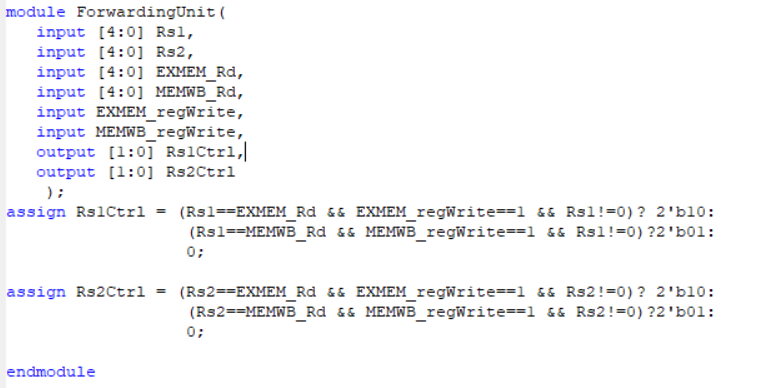 module ForwardingUnit(
input [4:0] Rs1,
input [4:0] Rs2,
input [4:0] EXMEM_Rd,
input [4:0] MEMWB_Rd,
input EXMEM_regWrite,
input MEMWB_regWrite,
output [1:0] Rs1Ctrl,
output [1:0] Rs2Ctrl
);
assign Rs1Ctrl = (Rs1==EXMEM_Rd && EXMEM_regWrite==1 && Rs1!=0)? 2'b10:
(Rs1==MEMWB_Rd && MEMWB_regWrite==1 && Rs1!=0)?2'b01:
0;
assign Rs2Ctrl = (Rs2==EXMEM_Rd && EXMEM_regWrite==1 && Rs2!=0)? 2'b10:
(Rs2==MEMWB_Rd && MEMWB_regWrite==1 && Rs2!=0)?2'b01:
0;
endmodule